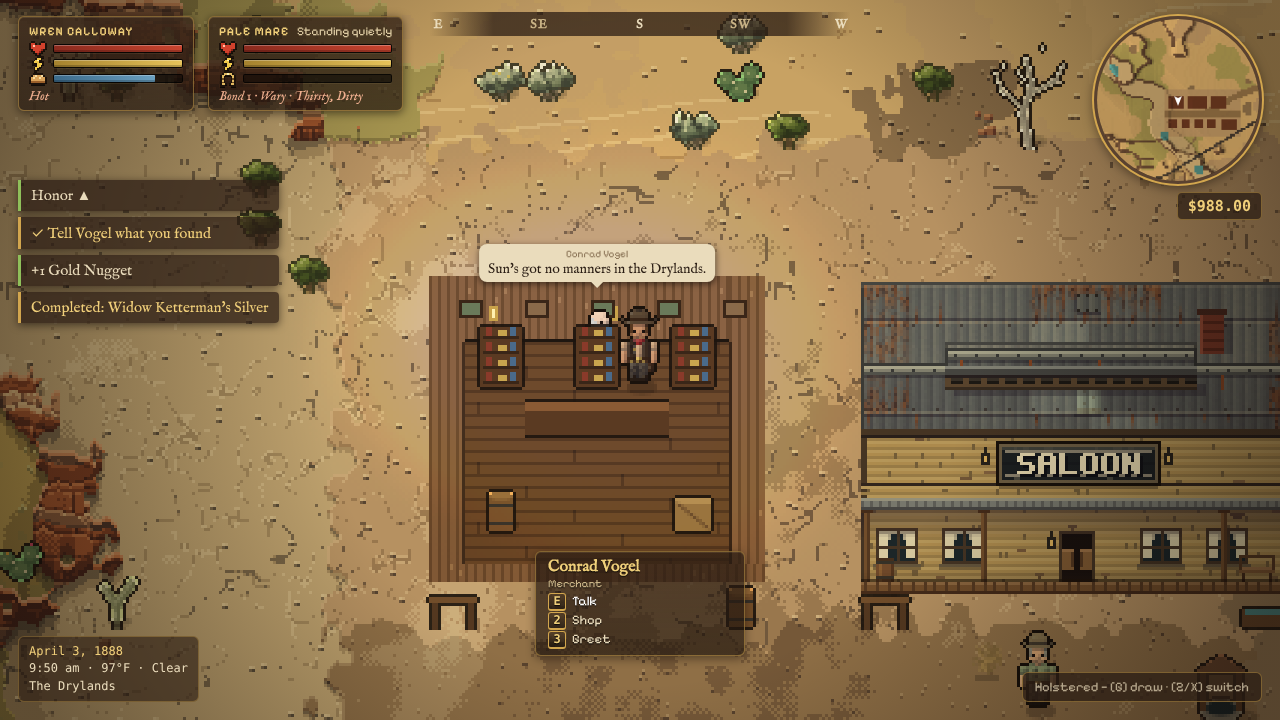 WREN CALLOWAY
Hot
PALE MARE Standing quietly
Bond 1 · Wary · Thirsty, Dirty
E SE S SW W
$988.00
Honor ▲
✓ Tell Vogel what you found
+1 Gold Nugget
Completed: Widow Ketterman's Silver
Conrad Vogel
Sun's got no manners in the Drylands.
SALOON
Conrad Vogel
Merchant
E Talk
2 Shop
3 Greet
April 3, 1888
9:50 am · 97°F · Clear
The Drylands
Holstered - (G) draw · (Z/X) switch